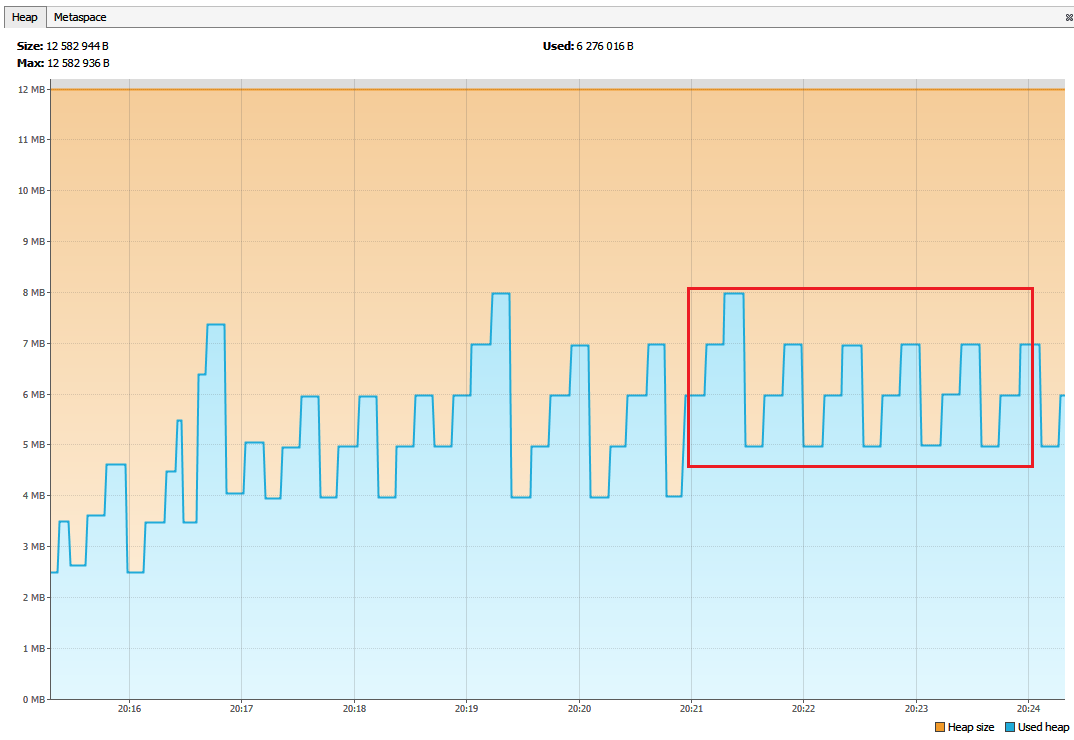 Heap Metaspace
Size: 12 582 944 B Used: 6 276 016 B
Max: 12 582 936 B
12 MB
11 MB
10 MB
9 MB
8 MB
7 MB
6 MB
5 MB
4 MB
3 MB
2 MB
1 MB
0 MB
20:16 20:17 20:18 20:19 20:20 20:21 20:22 20:23 20:24
Heap size Used heap